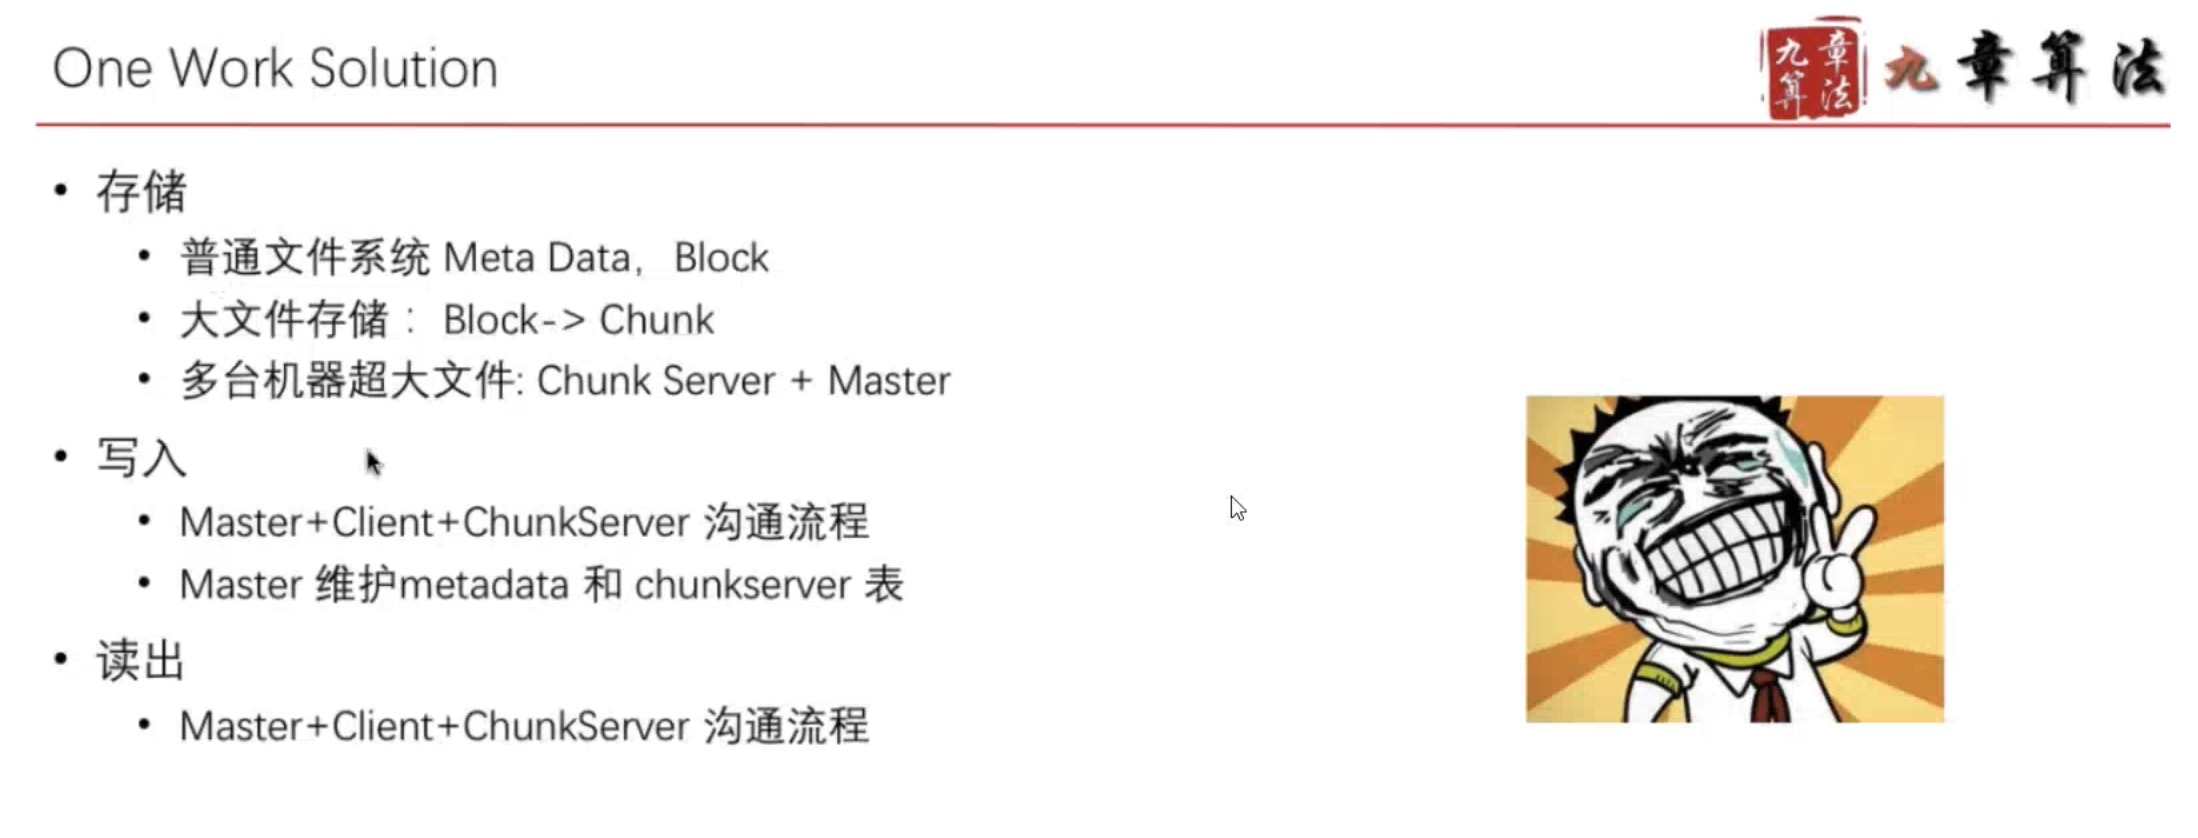 One Work Solution
九章算法
九章算法
• 存储
• 普通文件系统 Meta Data，Block
• 大文件存储： Block-> Chunk
• 多台机器超大文件: Chunk Server + Master
• 写入
• Master+Client+ChunkServer 沟通流程
• Master 维护metadata 和 chunkserver 表
• 读出
• Master+Client+ChunkServer 沟通流程